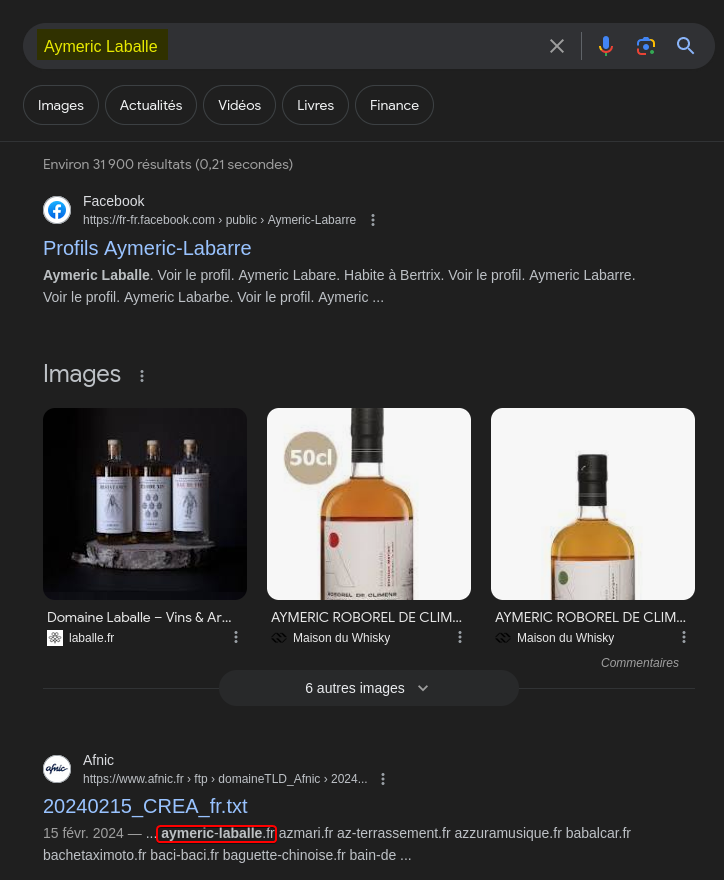 Aymeric Laballe
Images
Actualités
Vidéos
Livres
Finance
Environ 31 900 résultats (0,21 secondes)
Facebook
https://fr-fr.facebook.com › public › Aymeric-Labarre
Profils Aymeric-Labarre
Aymeric Laballe. Voir le profil. Aymeric Labare. Habite à Bertrix. Voir le profil. Aymeric Labarre.
Voir le profil. Aymeric Labarbe. Voir le profil. Aymeric ...
Images
50cl
ROBOREL DE CLIMENS
Domaine Laballe – Vins & Ar...
laballe.fr
AYMERIC ROBOREL DE CLIM...
Maison du Whisky
AYMERIC ROBOREL DE CLIM...
Maison du Whisky
Commentaires
6 autres images
afnic
Afnic
https://www.afnic.fr › ftp › domaineTLD_Afnic › 2024...
20240215_CREA_fr.txt
15 févr. 2024 — ... aymeric-laballe.fr azmari.fr az-terrassement.fr azzuramusique.fr babalcar.fr
bachetaximoto.fr baci-baci.fr baguette-chinoise.fr bain-de ...